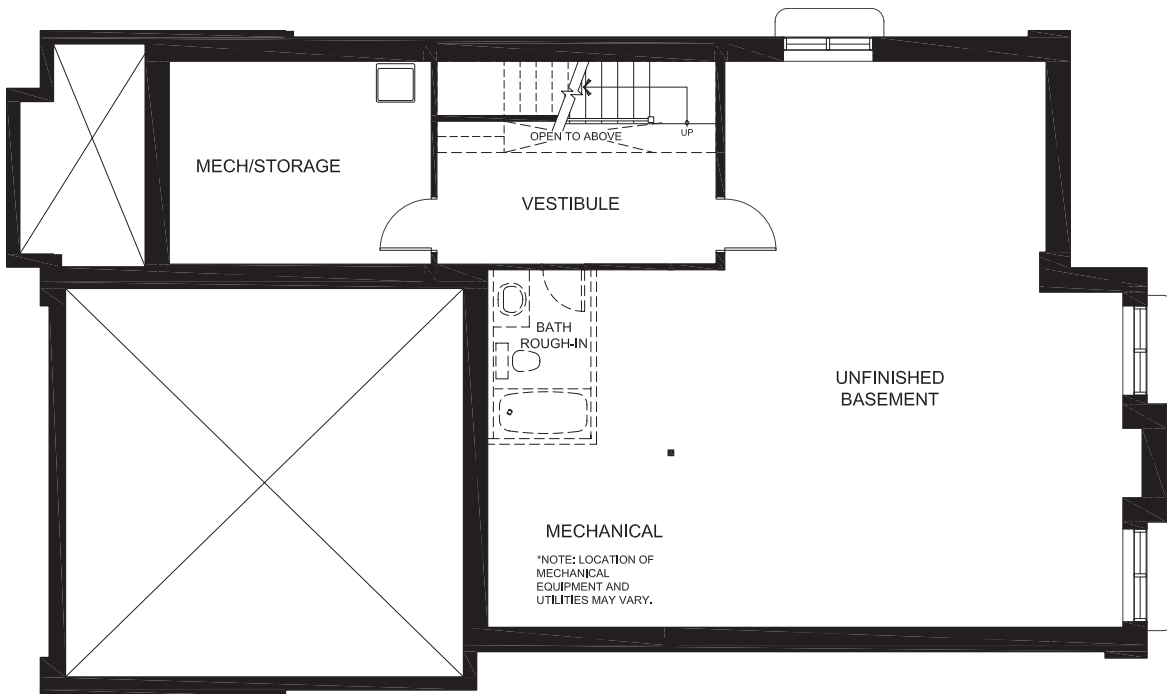 OPEN TO ABOVE
UP
MECH/STORAGE
VESTIBULE
BATH
ROUGH-IN
UNFINISHED
BASEMENT
MECHANICAL
*NOTE: LOCATION OF
MECHANICAL
EQUIPMENT AND
UTILITIES MAY VARY.